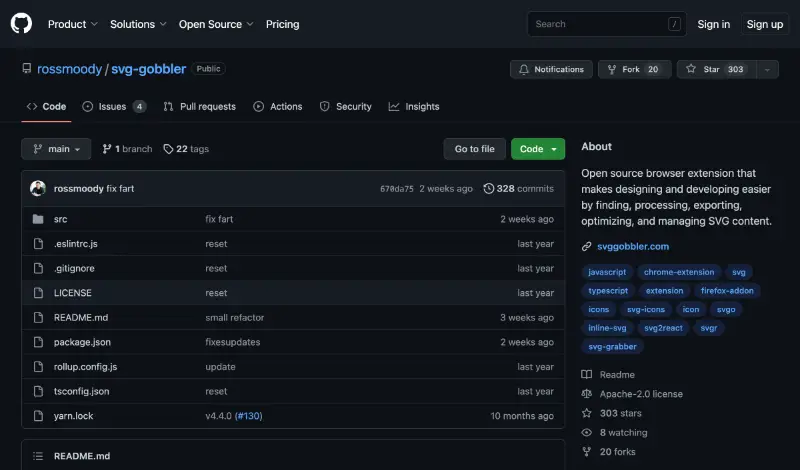 Product Solutions Open Source Pricing Search / Sign in Sign up
rossmoody / svg-gobbler Public Notifications Fork 20 Star 303
Code Issues 4 Pull requests Actions Security Insights
main 1 branch 22 tags Go to file Code
rossmoody fix fart 670da75 2 weeks ago 328 commits
src fix fart 2 weeks ago
.eslintrc.js reset last year
.gitignore reset last year
LICENSE reset last year
README.md small refactor 3 weeks ago
package.json fixesupdates 2 weeks ago
rollup.config.js update last year
tsconfig.json reset last year
yarn.lock v4.4.0 (#130) 10 months ago
README.md
About
Open source browser extension that
makes designing and developing easier
by finding, processing, exporting,
optimizing, and managing SVG content.
svggobbler.com
javascript chrome-extension svg
typescript extension firefox-addon
icons svg-icons icon svgo
inline-svg svg2react svgr
svg-grabber
Readme
Apache-2.0 license
303 stars
8 watching
20 forks